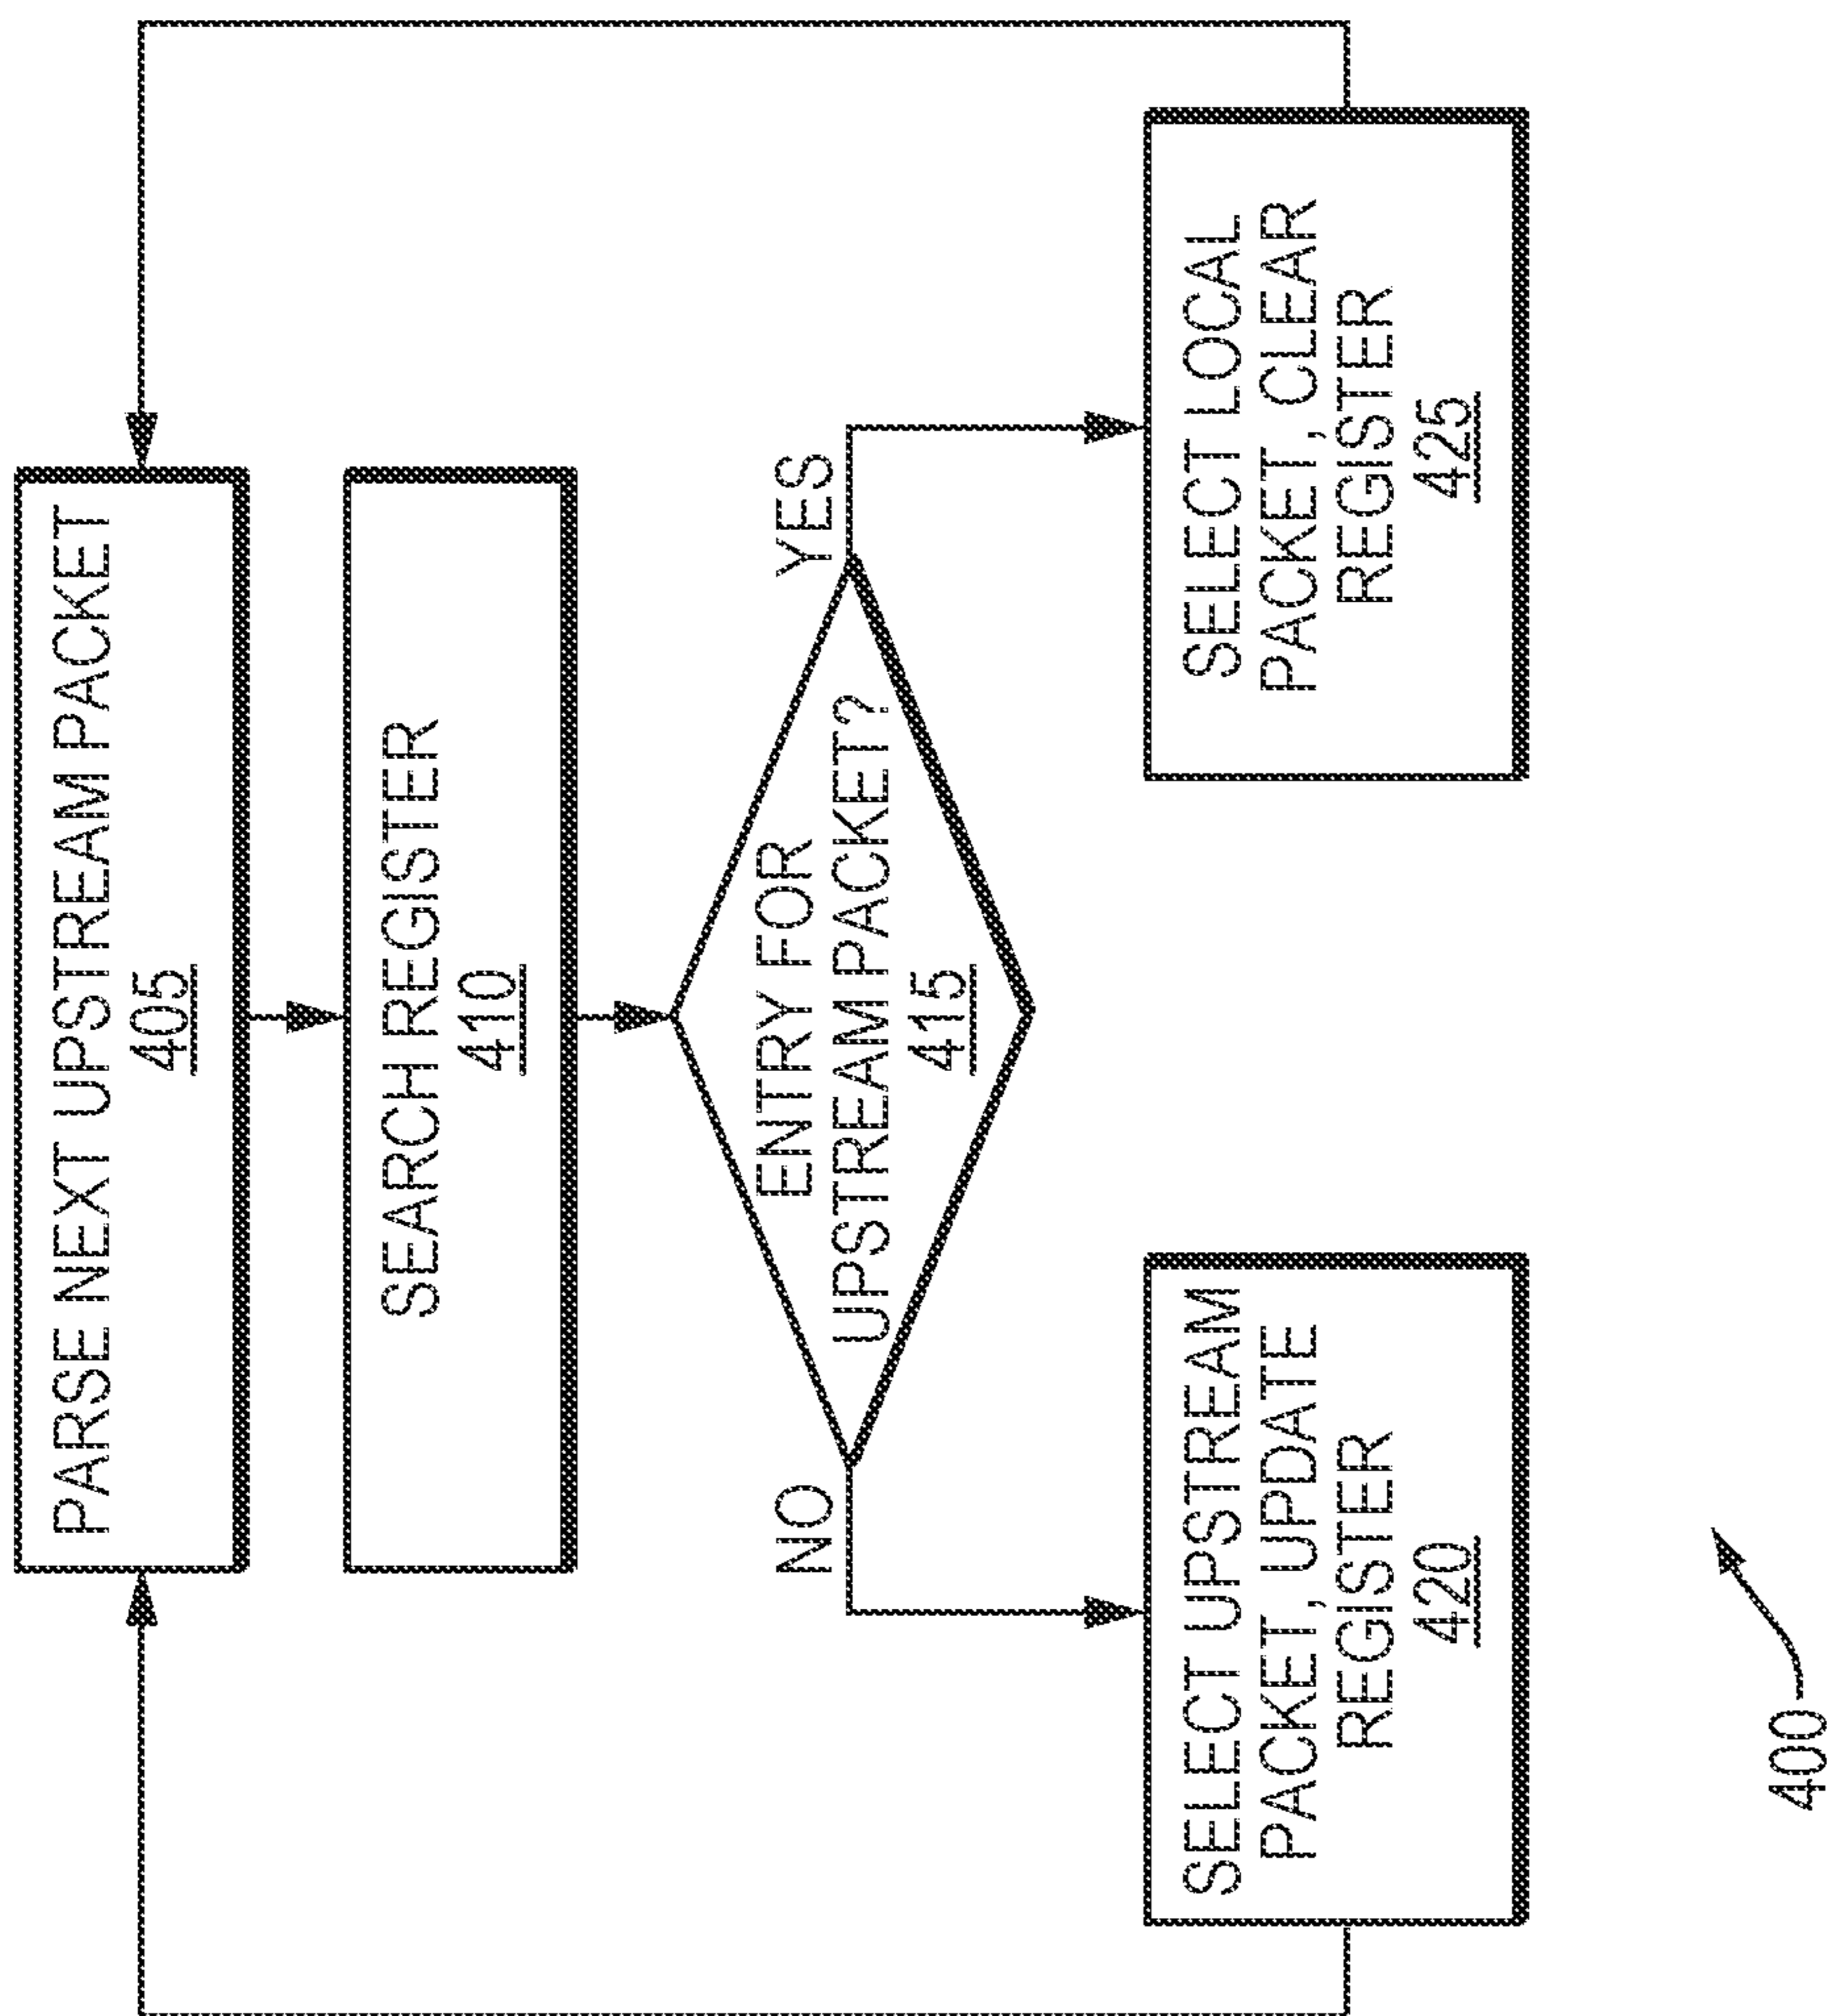 PARSE NEXT UPSTREAM PACKET
405
SEARCH REGISTER
410
ENTRY FOR
UPSTREAM PACKET?
415
NO
YES
SELECT UPSTREAM
PACKET, UPDATE
REGISTER
420
SELECT LOCAL
PACKET, CLEAR
REGISTER
425
400